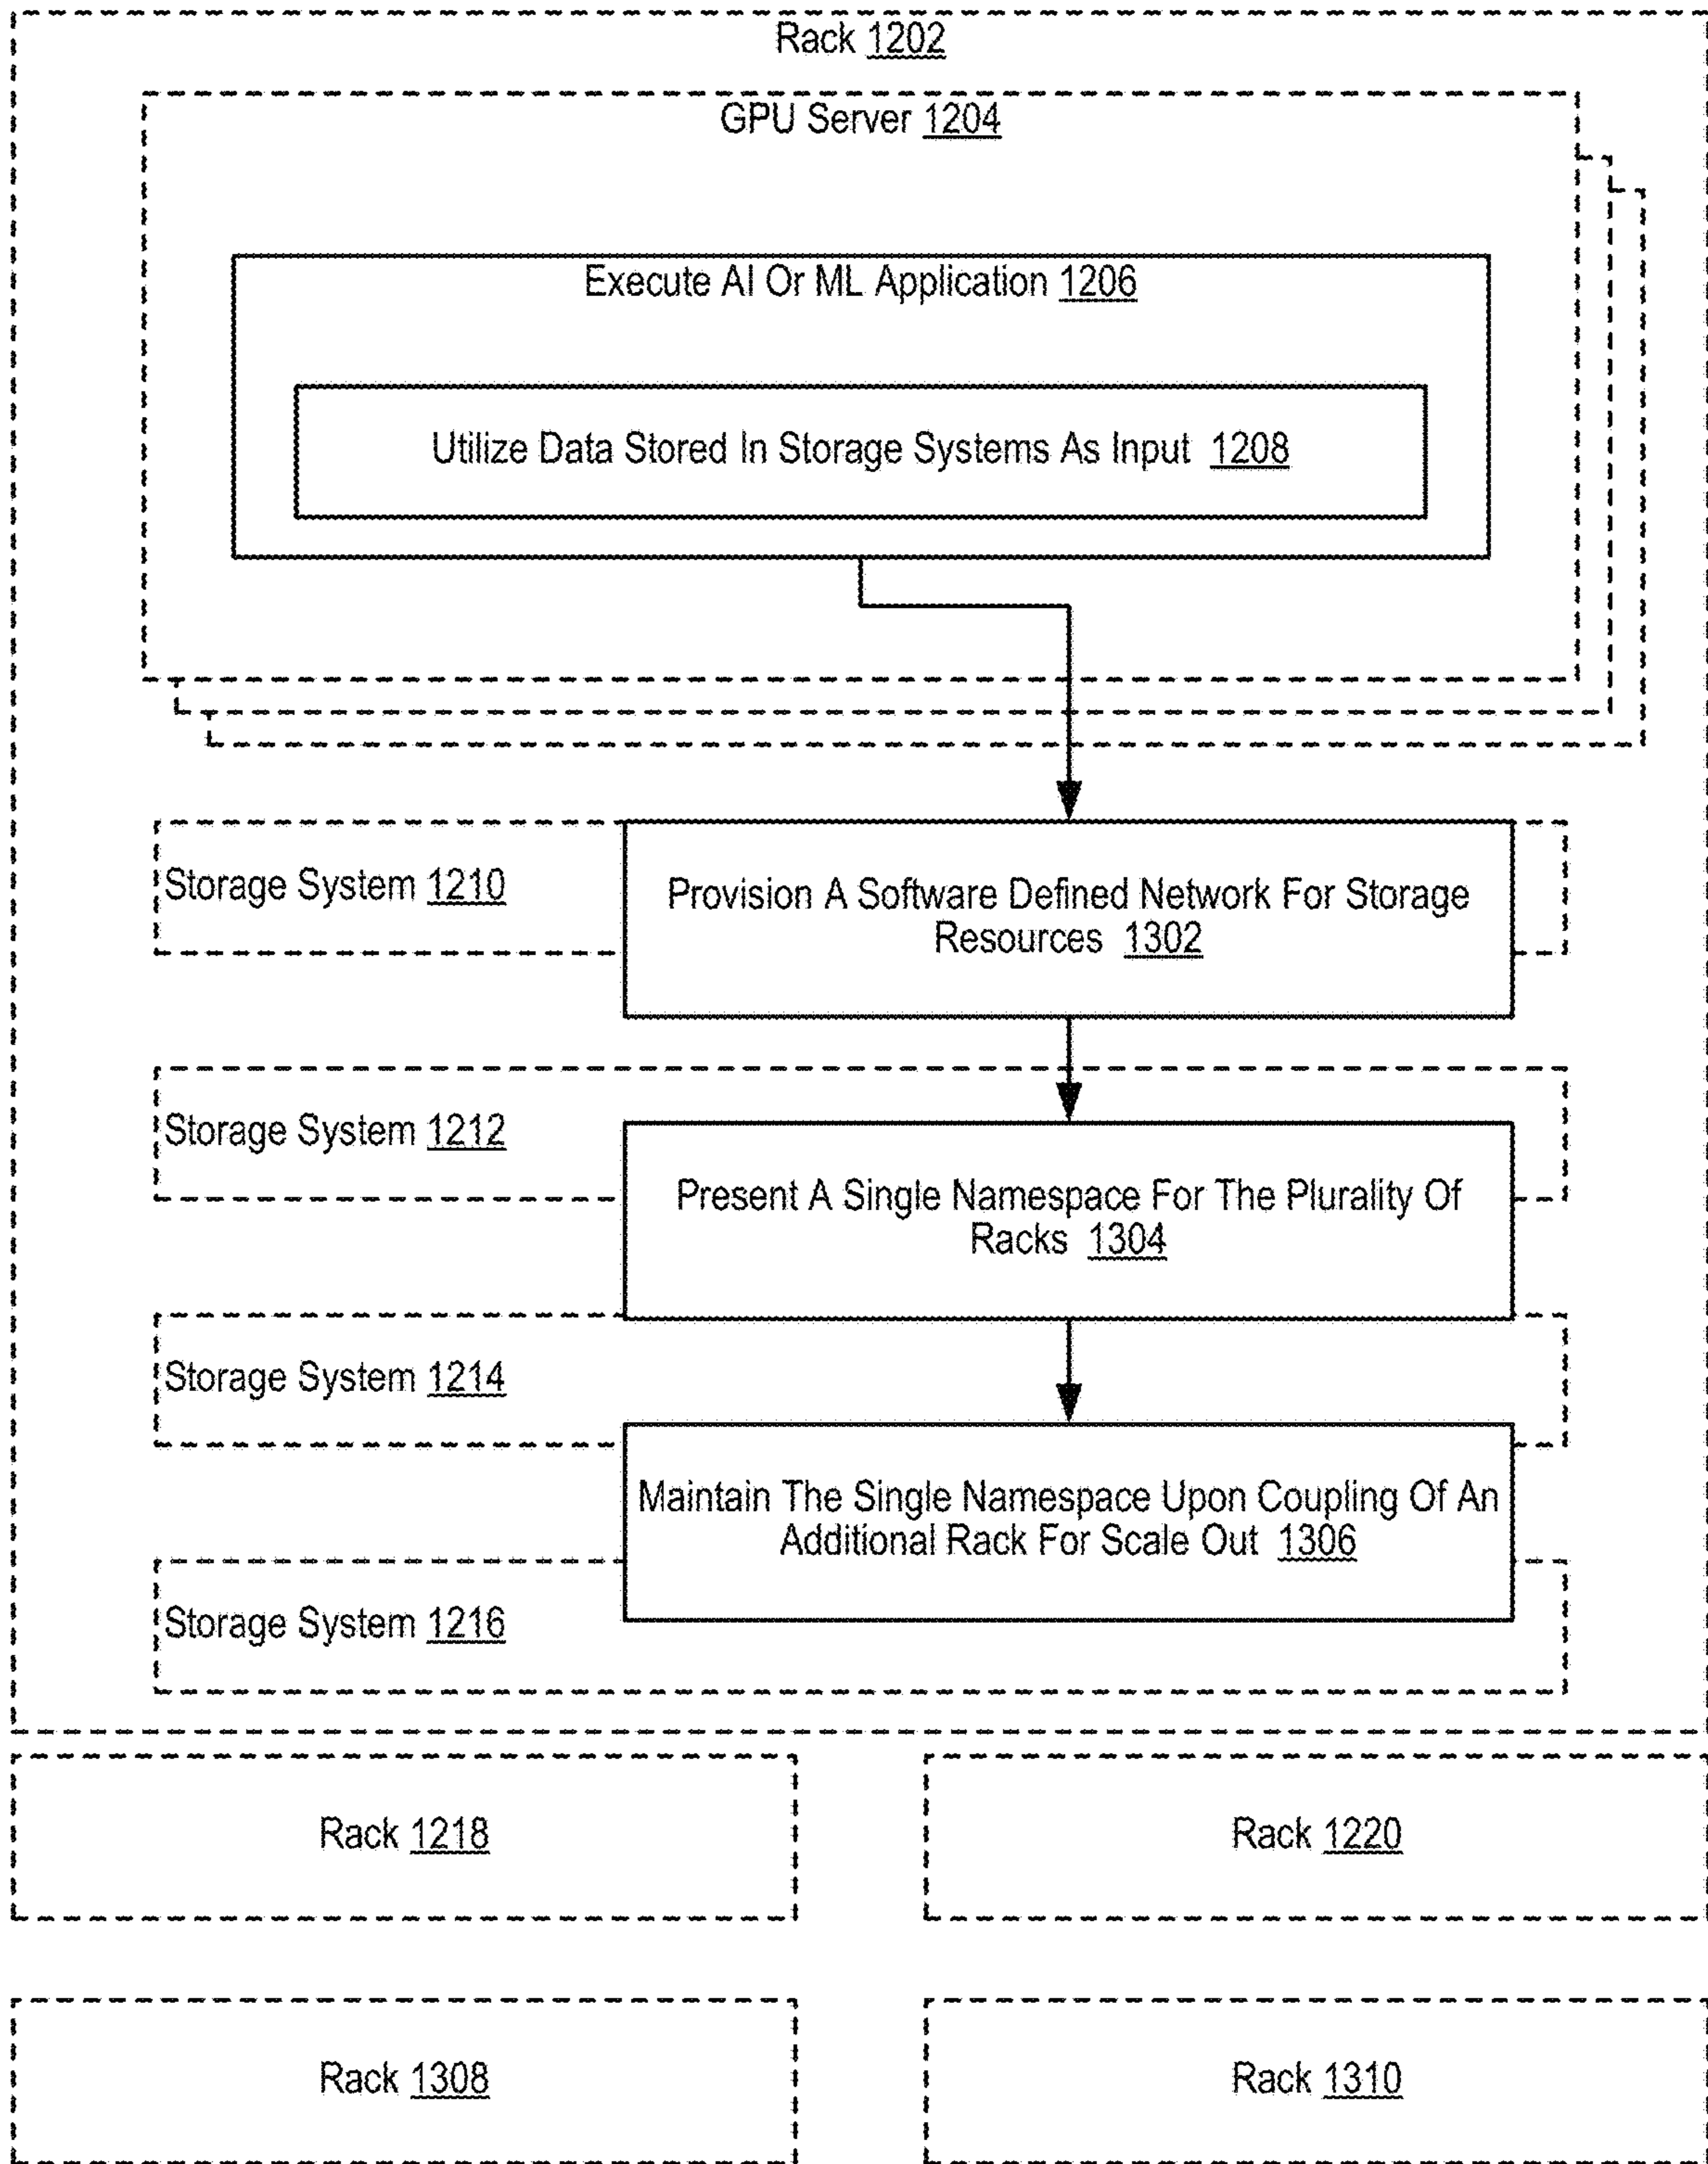 Rack 1202
GPU Server 1204
Execute AI Or ML Application 1206
Utilize Data Stored In Storage Systems As Input 1208
Storage System 1210
Provision A Software Defined Network For Storage
Resources 1302
Storage System 1212
Present A Single Namespace For The Plurality Of
Racks 1304
Storage System 1214
Maintain The Single Namespace Upon Coupling Of An
Additional Rack For Scale Out 1306
Storage System 1216
Rack 1218
Rack 1220
Rack 1308
Rack 1310